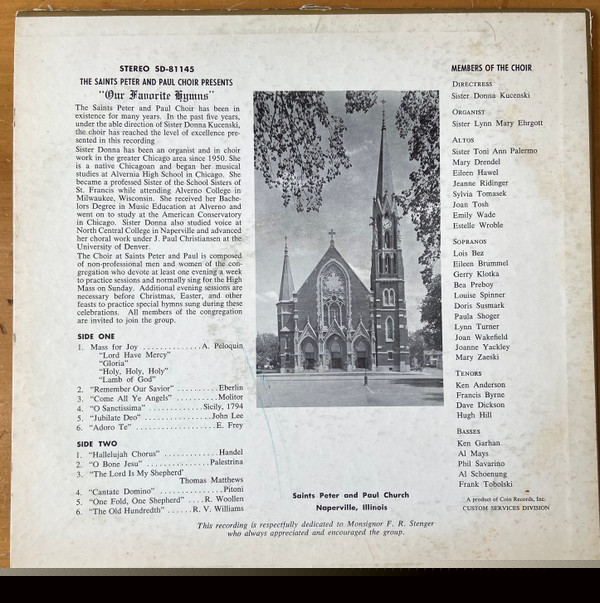 STEREO SD-81145
THE SAINTS PETER AND PAUL CHOIR PRESENTS
"Our Favorite Hymns"
The Saints Peter and Paul Choir has been in
existence for many years. In the past five years,
under the able direction of Sister Donna Kucenski,
the choir has reached the level of excellence pre-
sented in this recording
Sister Donna has been an organist and in choir
work in the greater Chicago area since 1950. She
is a native Chicagoan and began her musical
studies at Alvernia High School in Chicago. She
became a professed Sister of the School Sisters of
St. Francis while attending Alverno College in
Milwaukee, Wisconsin. She received her Bache-
lors Degree in Music Education at Alverno and
went on to study at the American Conservatory
in Chicago. Sister Donna also studied voice at
North Central College in Naperville and advanced
her choral work under J. Paul Christiansen at the
University of Denver.
The Choir at Saints Peter and Paul is composed
of non-professional men and women of the con-
gregation who devote at least one evening a week
to practice sessions and normally sing for the High
Mass on Sunday. Additional evening sessions are
necessary before Christmas, Easter, and other
feasts to practice special hymns sung during these
celebrations. All members of the congregation
are invited to join the group.
SIDE ONE
1. Mass for Joy ...............A. Peloquin
"Lord Have Mercy"
"Gloria"
"Holy, Holy, Holy"
"Lamb of God"
2. "Remember Our Savior" ..........Eberlin
3. "Come All Ye Angels" ..........Molitor
4. "O Sanctissima" .............Sicily, 1794
5. "Jubilate Deo" ...............John Lee
6. "Adoro Te" ....................E. Frey
SIDE TWO
1. "Hallelujah Chorus" .............Handel
2. "O Bone Jesu" ...............Palestrina
3. "The Lord Is My Shepherd"
Thomas Matthews
4. "Cantate Domino" ................Pitoni
5. "One Fold, One Shepherd" ....R. Woollen
6. "The Old Hundredth" ......R. V. Williams
Saints Peter and Paul Church
Naperville, Illinois
This recording is respectfully dedicated to Monsignor F. R. Stenger
who always appreciated and encouraged the group.
MEMBERS OF THE CHOIR
DIRECTRESS
Sister Donna Kucenski
ORGANIST
Sister Lynn Mary Ehrgott
ALTOS
Sister Toni Ann Palermo
Mary Drendel
Eileen Hawel
Jeanne Ridinger
Sylvia Tomasek
Joan Tosh
Emily Wade
Estelle Wroble
SOPRANOS
Lois Bez
Eileen Brummel
Gerry Klotka
Bea Preboy
Louise Spinner
Doris Susmark
Paula Shoger
Lynn Turner
Joan Wakefield
Joanne Yackley
Mary Zaeski
TENORS
Ken Anderson
Francis Byrne
Dave Dickson
Hugh Hill
BASSES
Ken Garhan
Al Mays
Phil Savarino
Al Schoenung
Frank Tobolski
A product of Coin Records, Inc.
CUSTOM SERVICES DIVISION